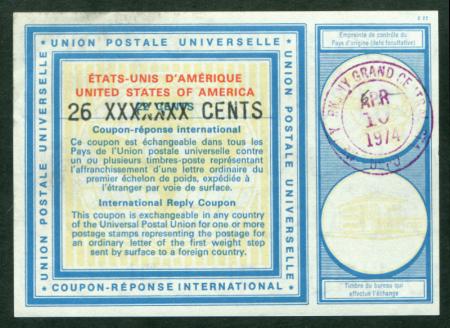 C 22
UNION POSTALE UNIVERSELLE
UNION POSTALE UNIVERSELLE
UNION POSTALE UNIVERSELLE
ÉTATS-UNIS D'AMÉRIQUE
UNITED STATES OF AMERICA
22 CENTS
26 XXXXXXX CENTS
Coupon-réponse international
Ce coupon est échangeable dans tous les
Pays de l'Union postale universelle contre
un ou plusieurs timbres-poste représentant
l'affranchissement d'une lettre ordinaire du
premier échelon de poids, expédiée à
l'étranger par voie de surface.
International Reply Coupon
This coupon is exchangeable in any country
of the Universal Postal Union for one or more
postage stamps representing the postage for
an ordinary letter of the first weight step
sent by surface to a foreign country.
COUPON-RÉPONSE INTERNATIONAL
Empreinte de contrôle du
Pays d'origine (date facultative)
GRAND
APR
10
1974
Timbre du bureau qui
effectue l'échange